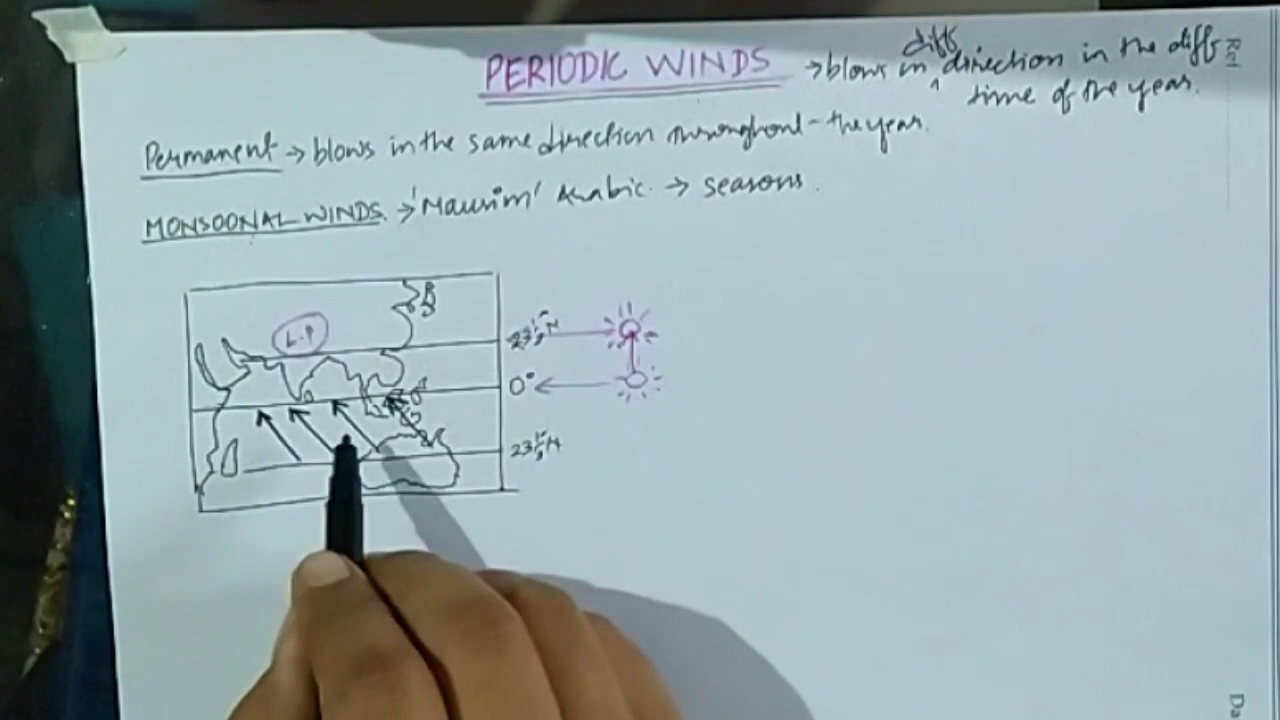 PERIODIC WINDS → blows in diff direction in the diff
time of the year.
Permanent → blows in the same direction throughout the year.
MONSOONAL WINDS → 'Mausim' Arabic → seasons.
L.P
23½°N
0°
23½°N